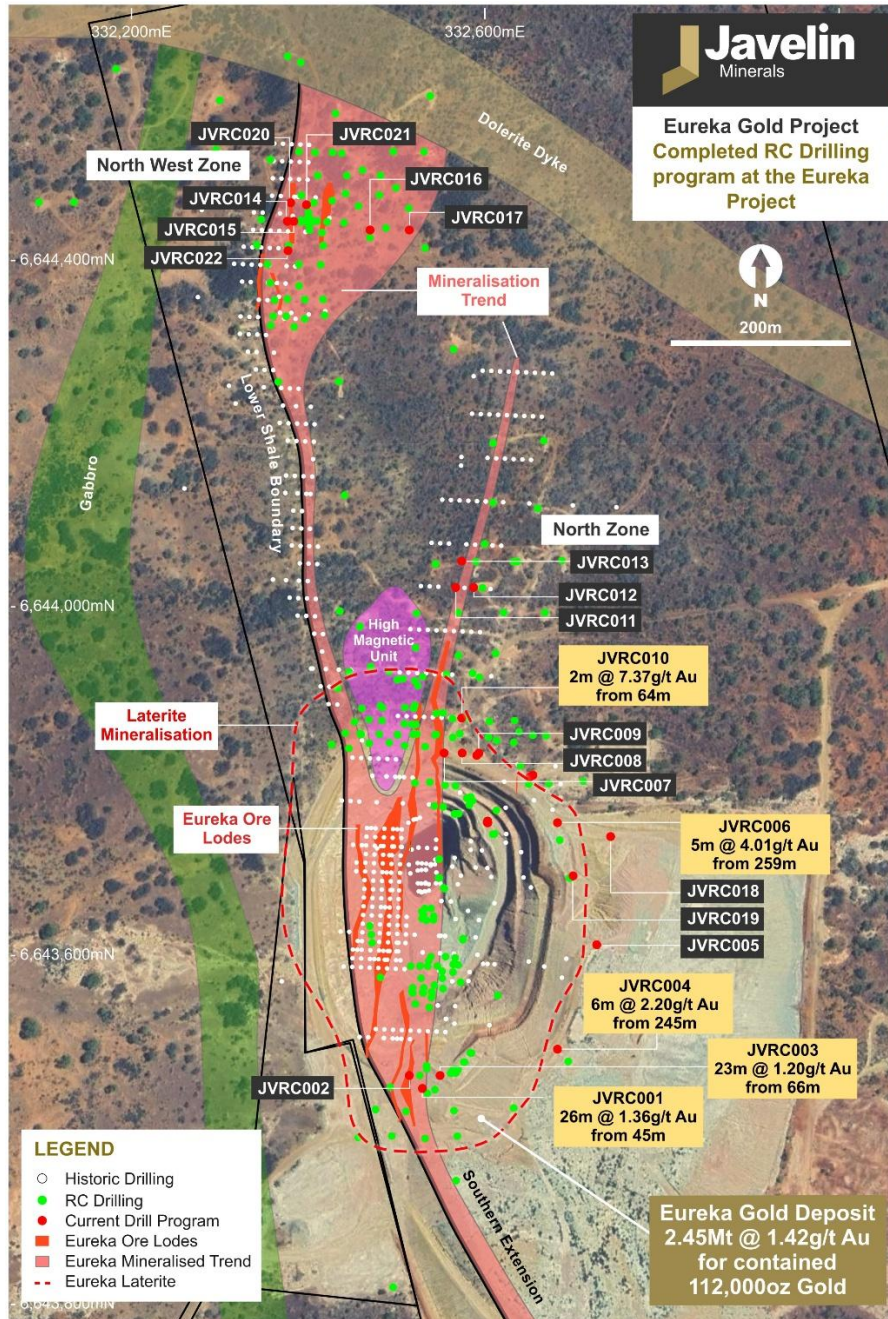 332,200mE
332,600mE
Javelin
Minerals
Eureka Gold Project
Completed RC Drilling
program at the Eureka
Project
N
200m
Dolerite Dyke
JVRC020
JVRC021
North West Zone
JVRC014
JVRC016
JVRC015
JVRC017
JVRC022
6,644,400mN
Mineralisation
Trend
Lower Shale Boundary
Gabbro
North Zone
JVRC013
JVRC012
JVRC011
6,644,000mN
High
Magnetic
Unit
JVRC010
2m @ 7.37g/t Au
from 64m
Laterite
Mineralisation
JVRC009
JVRC008
JVRC007
Eureka Ore
Lodes
JVRC006
5m @ 4.01g/t Au
from 259m
JVRC018
JVRC019
JVRC005
6,643,600mN
JVRC004
6m @ 2.20g/t Au
from 245m
JVRC003
23m @ 1.20g/t Au
from 66m
JVRC002
JVRC001
26m @ 1.36g/t Au
from 45m
Southern Extension
LEGEND
Historic Drilling
RC Drilling
Current Drill Program
Eureka Ore Lodes
Eureka Mineralised Trend
Eureka Laterite
Eureka Gold Deposit
2.45Mt @ 1.42g/t Au
for contained
112,000oz Gold
6,643,800mN